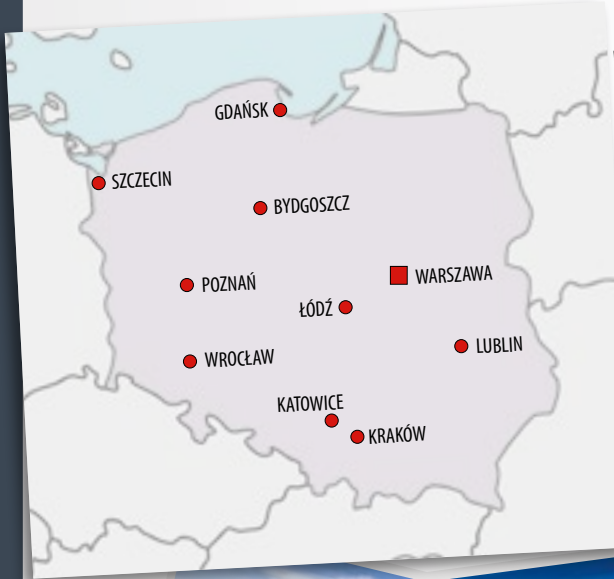 GDAŃSK
SZCZECIN
BYDGOSZCZ
POZNAŃ
WARSZAWA
ŁÓDŹ
LUBLIN
WROCŁAW
KATOWICE
KRAKÓW